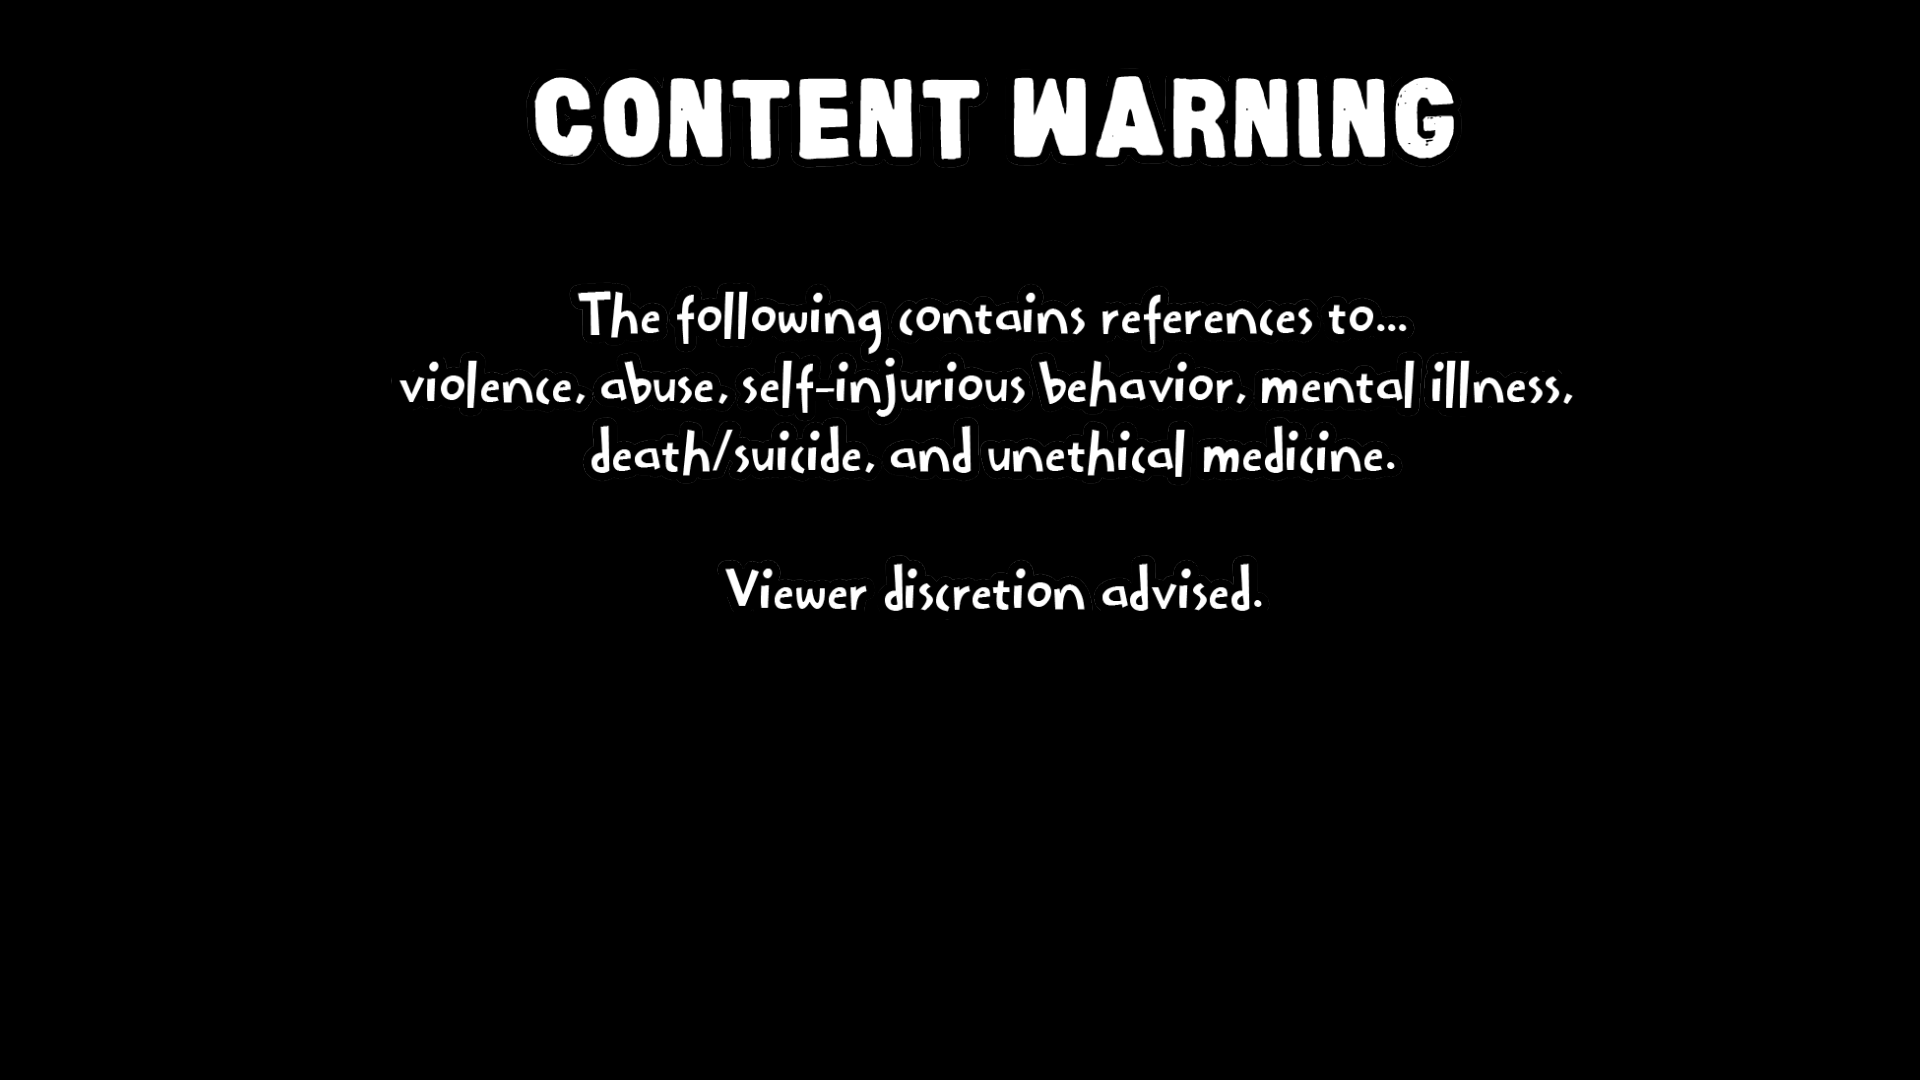 CONTENT WARNING
The following contains references to...
violence, abuse, self-injurious behavior, mental illness,
death/suicide, and unethical medicine.
Viewer discretion advised.